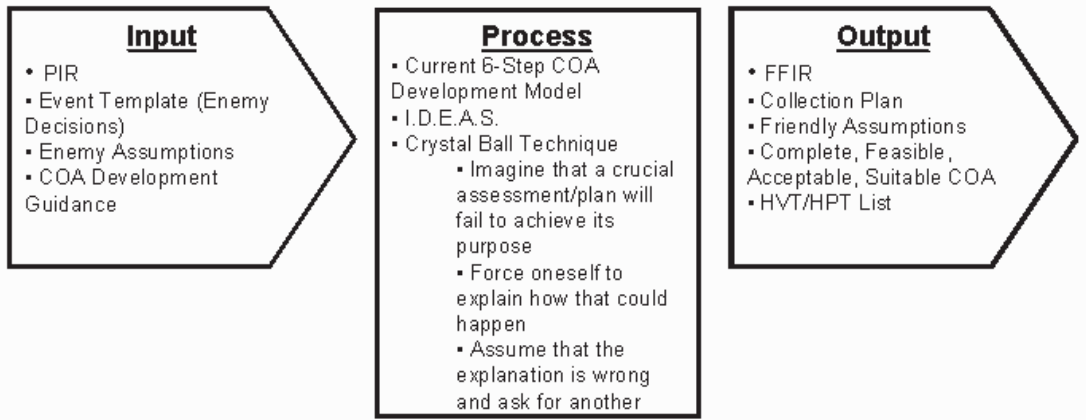 Input
• PIR
▪ Event Template (Enemy
Decisions)
▪ Enemy Assumptions
▪ COA Development
Guidance
Process
▪ Current 6-Step COA
Development Model
▪ I.D.E.A.S.
▪ Crystal Ball Technique
▪ Imagine that a crucial
assessment/plan will
fail to achieve its
purpose
▪ Force oneself to
explain how that could
happen
▪ Assume that the
explanation is wrong
and ask for another
Output
• FFIR
▪ Collection Plan
▪ Friendly Assumptions
▪ Complete, Feasible,
Acceptable, Suitable COA
▪ HVT/HPT List